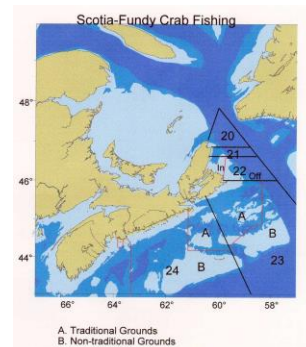 Scotia-Fundy Crab Fishing
48°
46°
44°
20
21
In 22 Off
A
A
B
23
24
B
66° 64° 62° 60° 58°
A. Traditional Grounds
B. Non-traditional Grounds